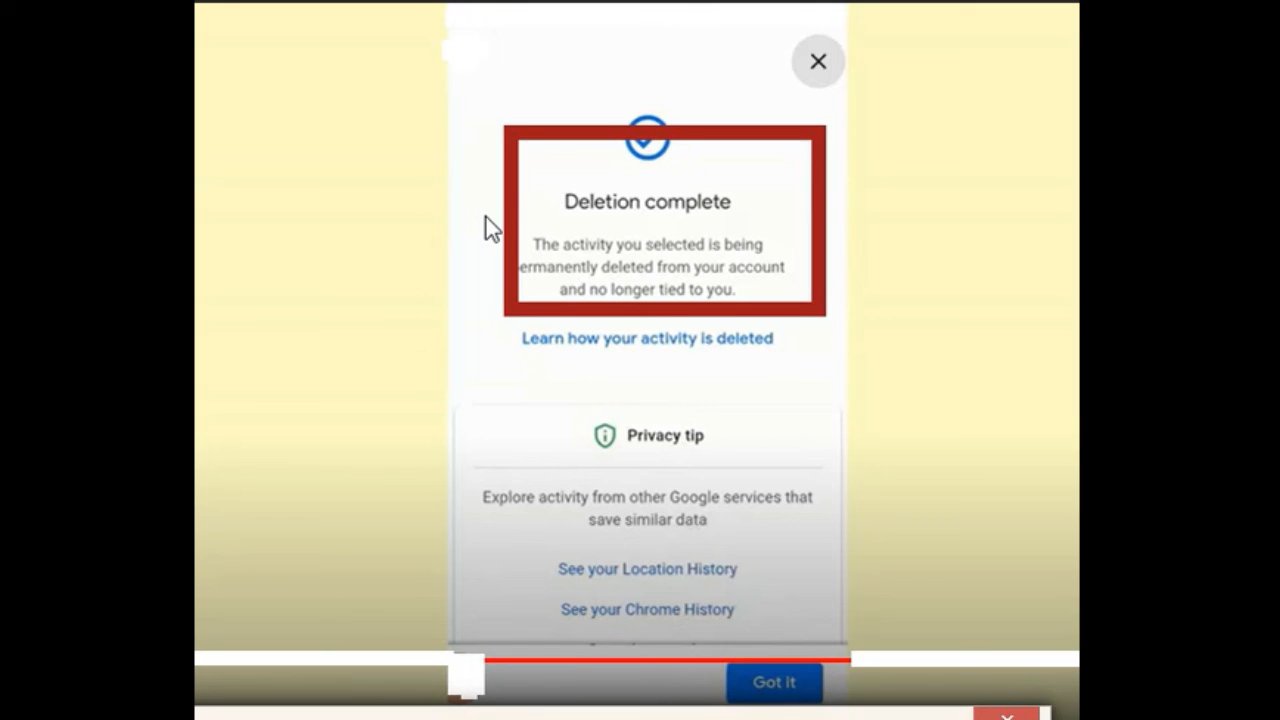 Deletion complete
The activity you selected is being
ermanently deleted from your account
and no longer tied to you.
Learn how your activity is deleted
Privacy tip
Explore activity from other Google services that
save similar data
See your Location History
See your Chrome History
Got it